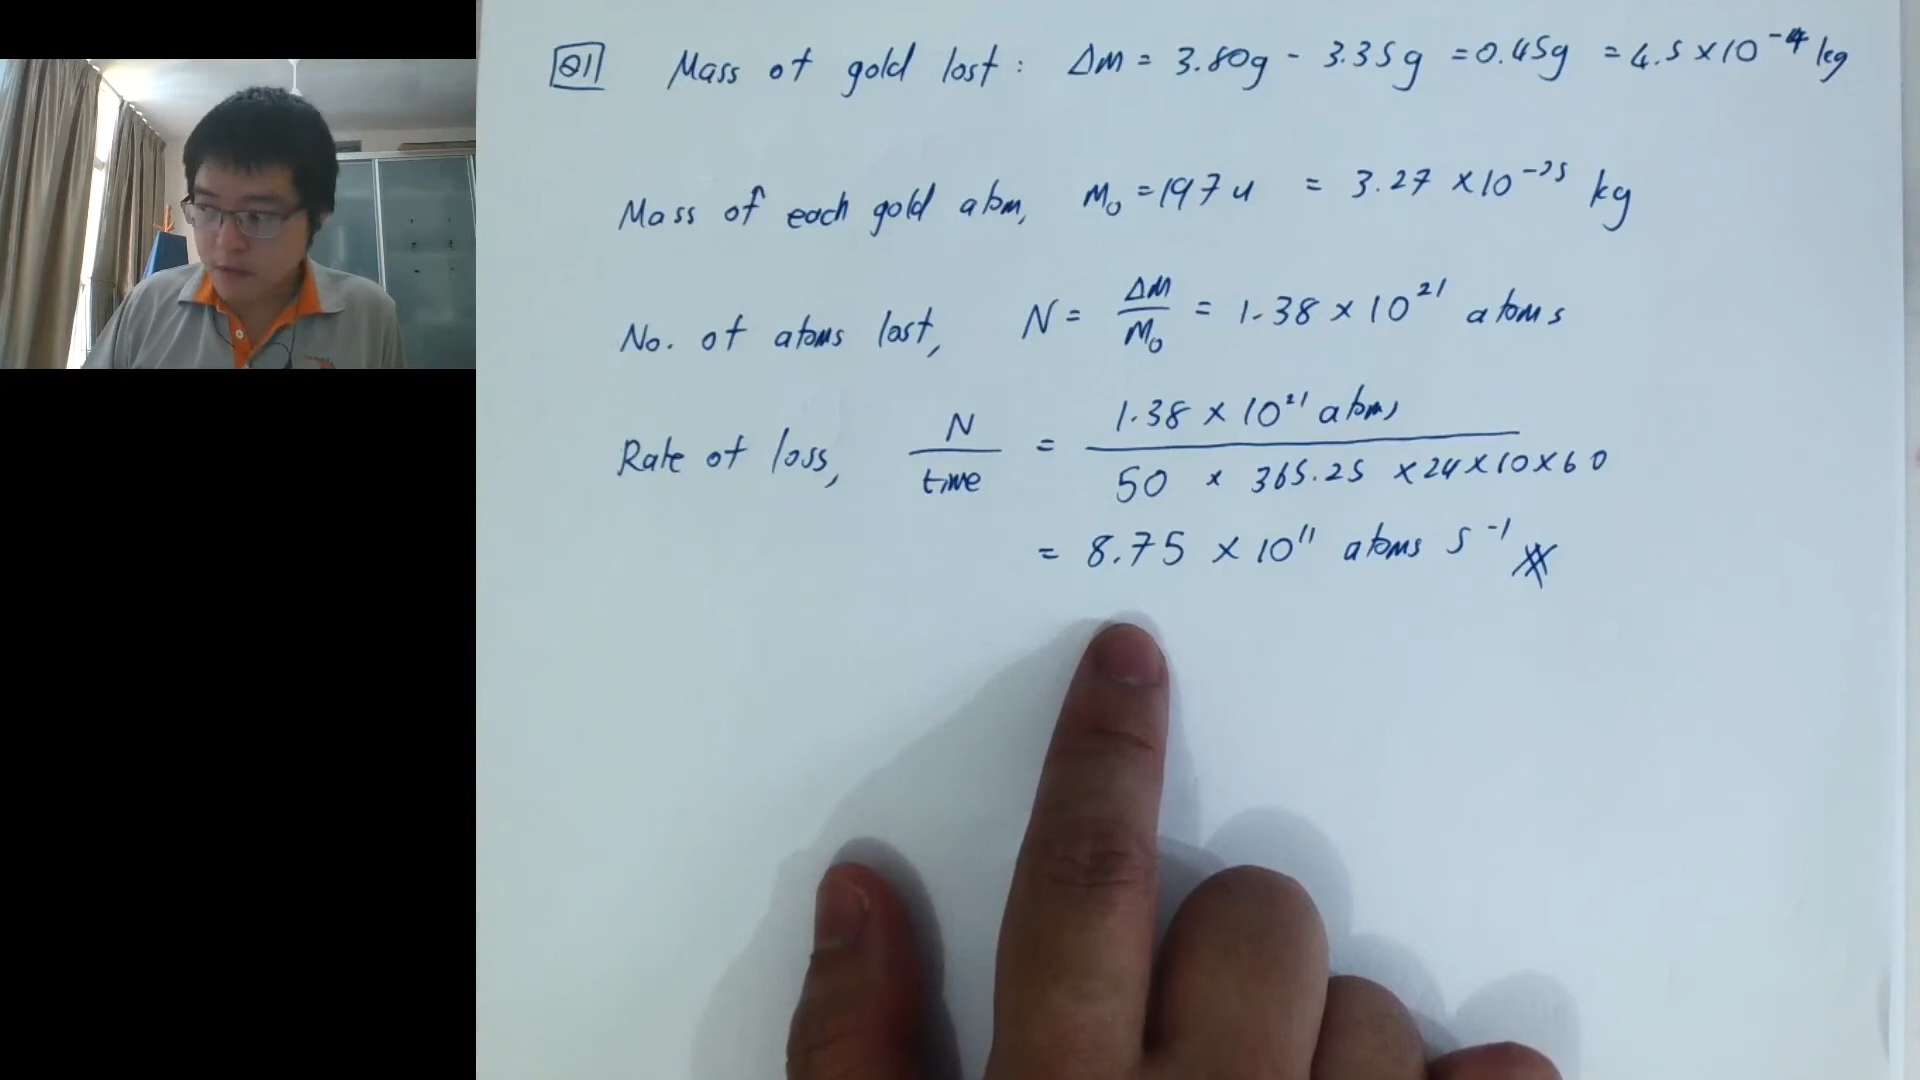 Q1 Mass of gold lost : Δm = 3.80g - 3.35g = 0.45g = 4.5 × 10⁻⁴ kg
Mass of each gold atom, M₀ = 197 u = 3.27 × 10⁻²⁵ kg
No. of atoms lost, N = ΔM / M₀ = 1.38 × 10²¹ atoms
Rate of loss, N / time = 1.38 × 10²¹ atoms / 50 × 365.25 × 24 × 10 × 60
= 8.75 × 10¹¹ atoms s⁻¹